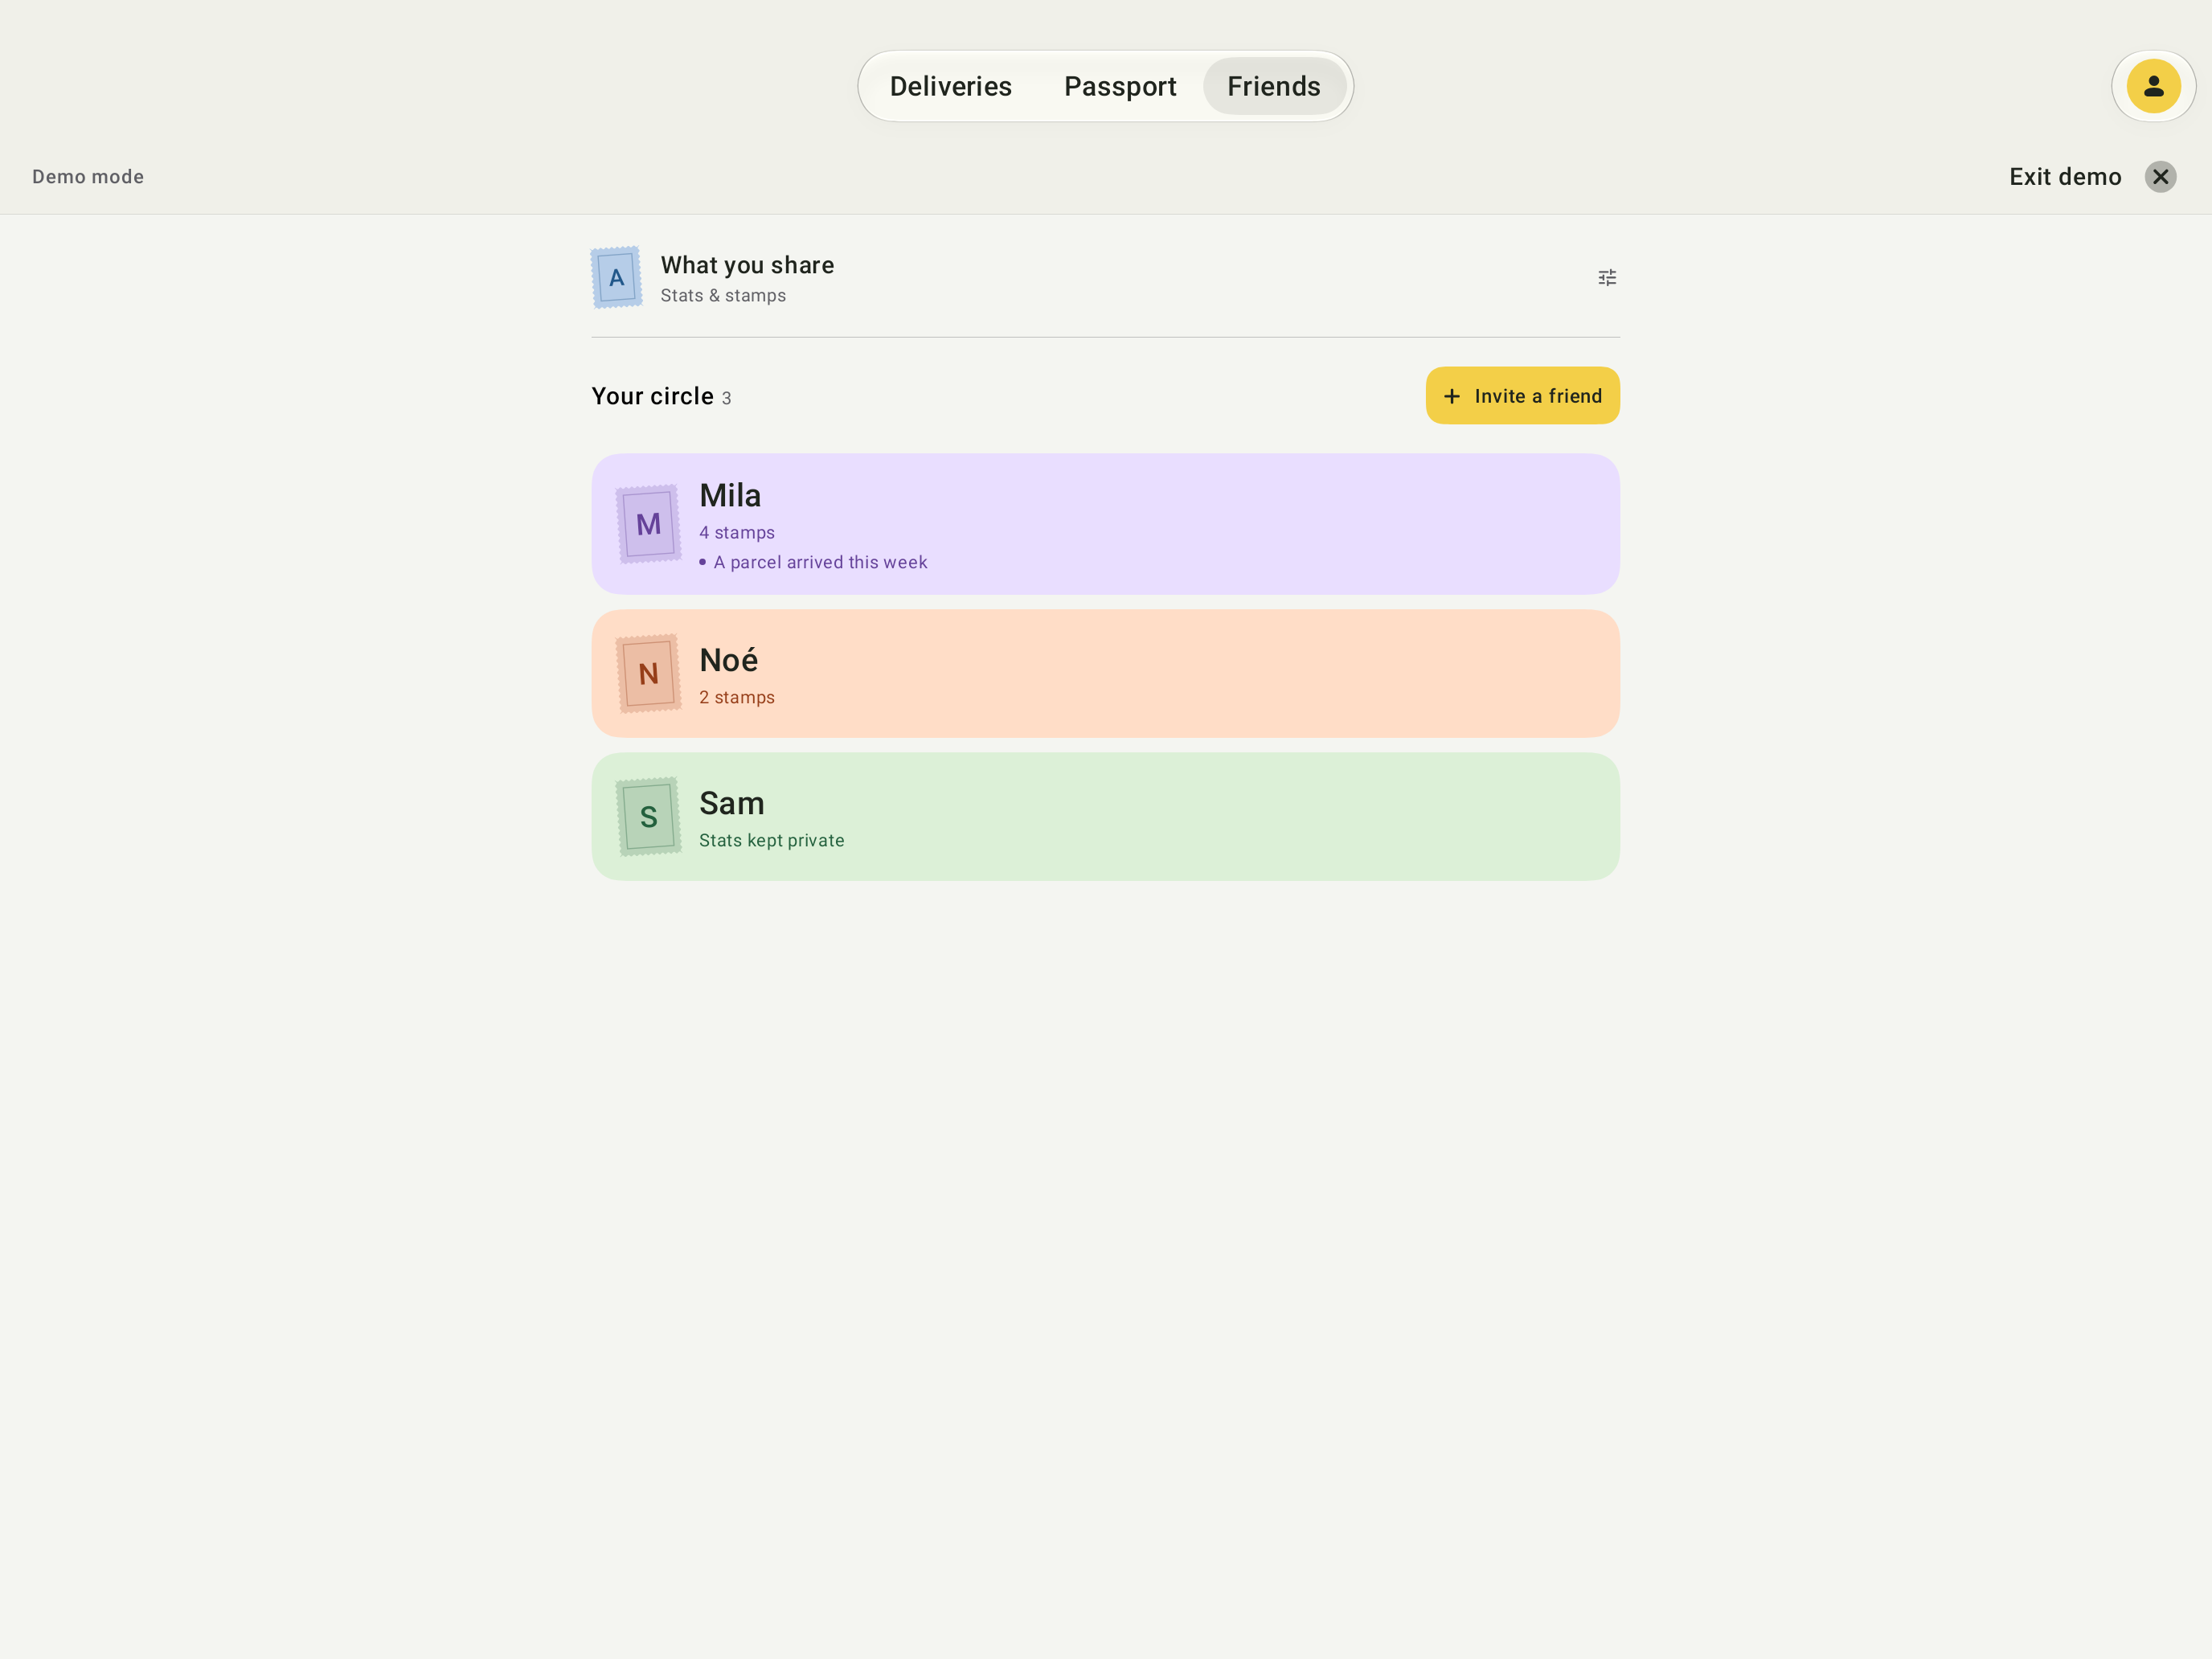 Deliveries Passport Friends
Demo mode
Exit demo
A
What you share
Stats & stamps
Your circle 3
Invite a friend
M
Mila
4 stamps
• A parcel arrived this week
N
Noé
2 stamps
S
Sam
Stats kept private